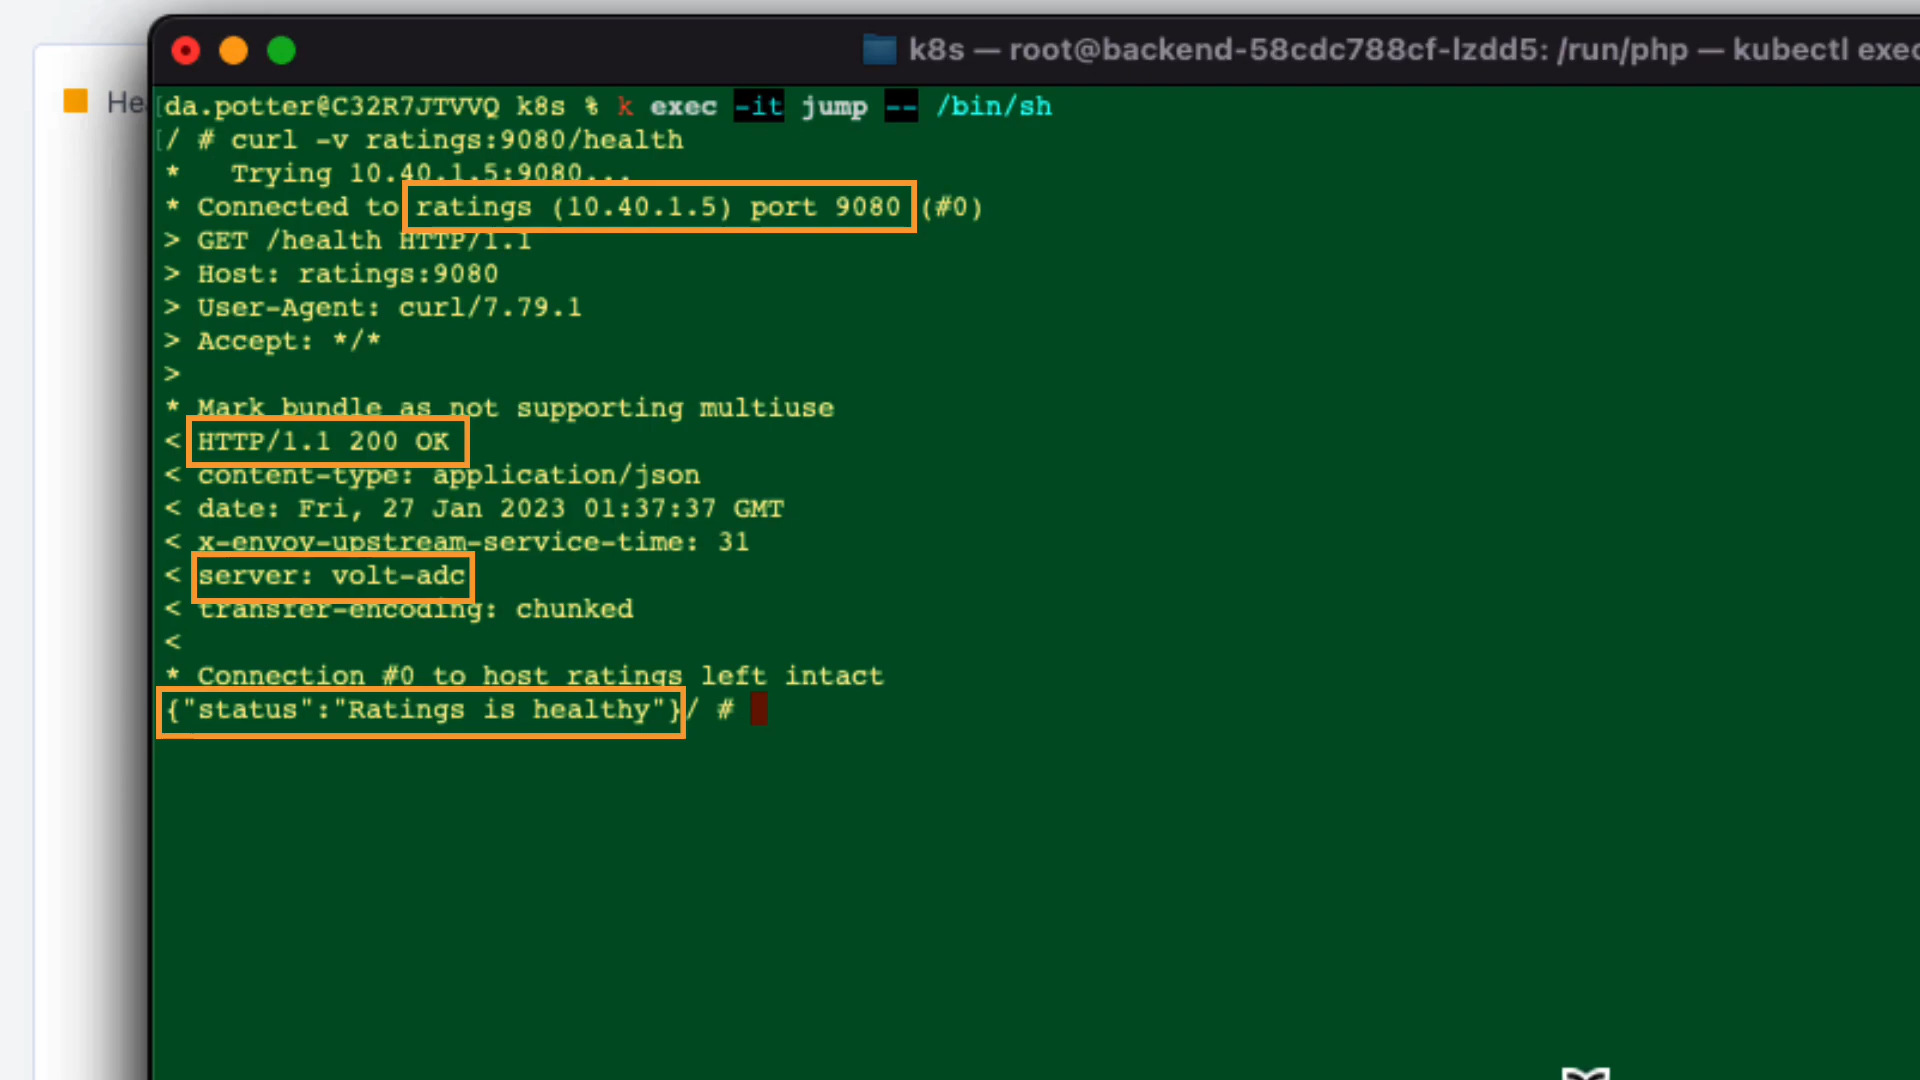 k8s — root@backend-58cdc788cf-lzdd5: /run/php — kubectl exec
He
da.potter@C32R7JTVVQ k8s % k exec -it jump -- /bin/sh
/ # curl -v ratings:9080/health
*   Trying 10.40.1.5:9080...
* Connected to ratings (10.40.1.5) port 9080 (#0)
> GET /health HTTP/1.1
> Host: ratings:9080
> User-Agent: curl/7.79.1
> Accept: */*
>
* Mark bundle as not supporting multiuse
< HTTP/1.1 200 OK
< content-type: application/json
< date: Fri, 27 Jan 2023 01:37:37 GMT
< x-envoy-upstream-service-time: 31
< server: volt-adc
< transfer-encoding: chunked
<
* Connection #0 to host ratings left intact
{"status":"Ratings is healthy"}/ #